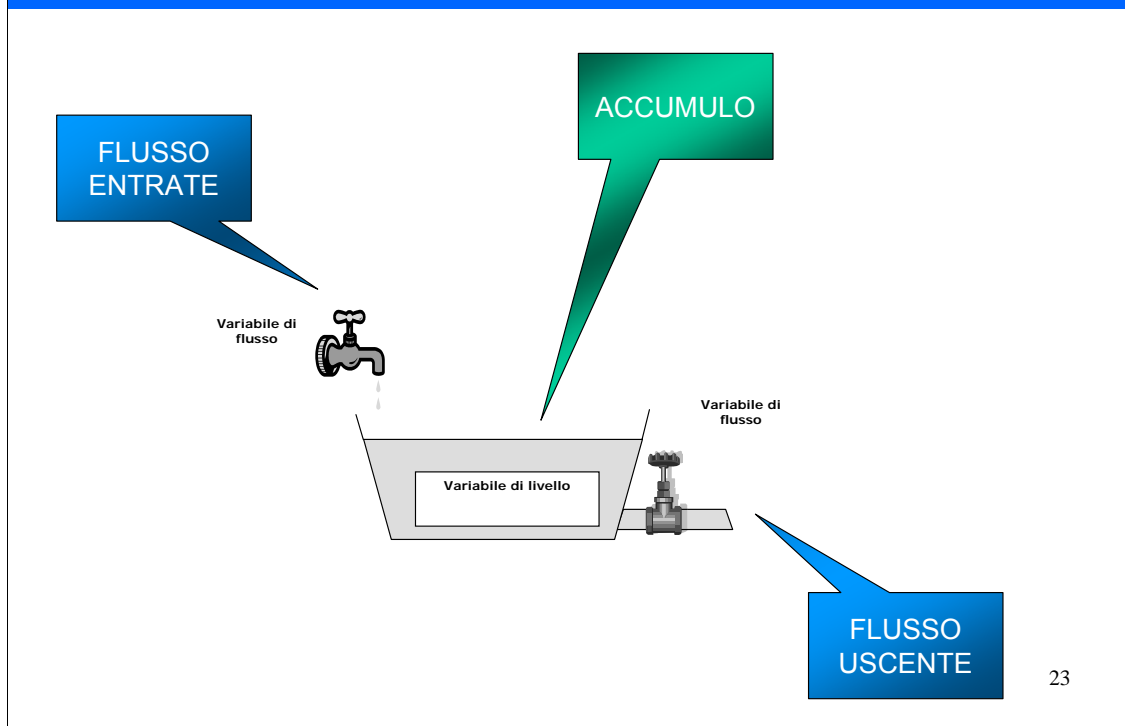 ACCUMULO
FLUSSO
ENTRATE
Variabile di
flusso
Variabile di
flusso
Variabile di livello
FLUSSO
USCENTE
23